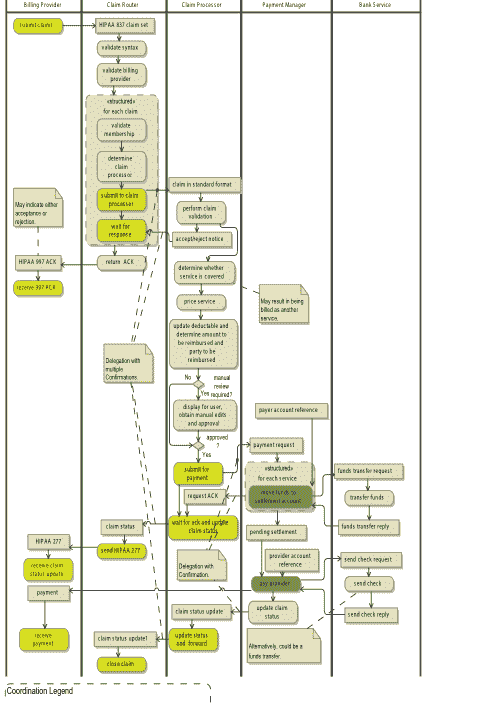 Billing Provider
Claim Router
Claim Processor
Payment Manager
Bank Service
submit claim
HIPAA 837 claim set
validate syntax
validate billing
provider
«structured»
for each claim
validate
membership
determine
claim
processor
submit to claim
processor
wait for
response
claim in standard format
perform claim
validation
accept/reject notice
May indicate either
acceptance or
rejection.
HIPAA 997 ACK
return ACK
receive 997 ACK
determine whether
service is covered
price service
May result in being
billed as another
service.
update deductable and
determine amount to
be reimbursed and
party to be
reimbursed
Delegation with
multiple
Confirmations
No
manual
review
required?
Yes
display for user,
obtain manual edits
and approval
approved
?
Yes
payer account reference
payment request
submit for
payment
«structured»
for each service
move funds to
settlement account
funds transfer request
transfer funds
funds transfer reply
request ACK
wait for ack and update
claim status
claim status
HIPAA 277
send HIPAA 277
receive claim
status update
pending settlement
provider account
reference
Delegation with
Confirmation.
send check request
pay provider
send check
send check reply
payment
update claim
status
claim status update
receive
payment
claim status update!
update status
and forward
Alternatively, could be a
funds transfer.
close claim
Coordination Legend